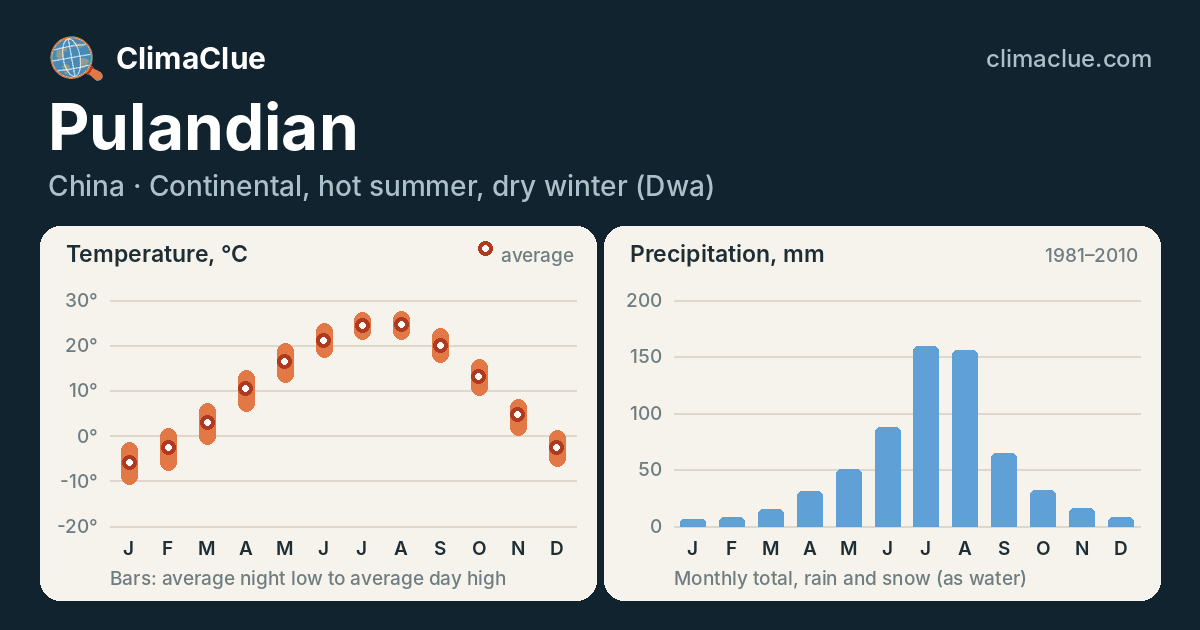 ClimaClue
climaclue.com
Pulandian
China · Continental, hot summer, dry winter (Dwa)
Temperature, °C
average
30°
20°
10°
0°
-10°
-20°
J F M A M J J A S O N D
Bars: average night low to average day high
Precipitation, mm
1981–2010
200
150
100
50
0
J F M A M J J A S O N D
Monthly total, rain and snow (as water)